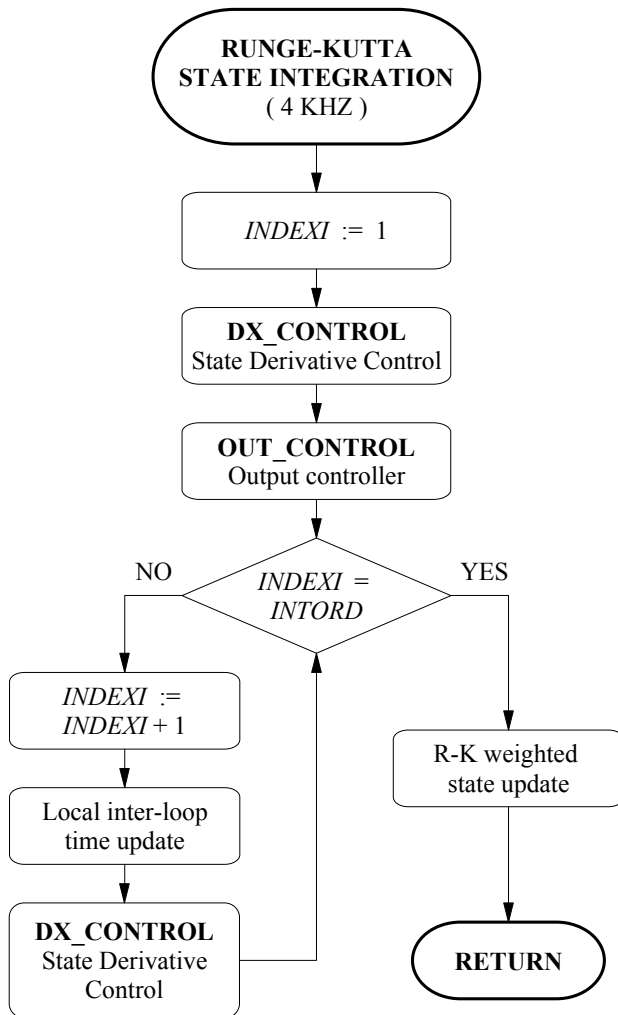 RUNGE-KUTTA
STATE INTEGRATION
( 4 KHZ )
INDEXI := 1
DX_CONTROL
State Derivative Control
OUT_CONTROL
Output controller
INDEXI =
INTORD
NO
YES
INDEXI :=
INDEXI + 1
Local inter-loop
time update
DX_CONTROL
State Derivative
Control
R-K weighted
state update
RETURN